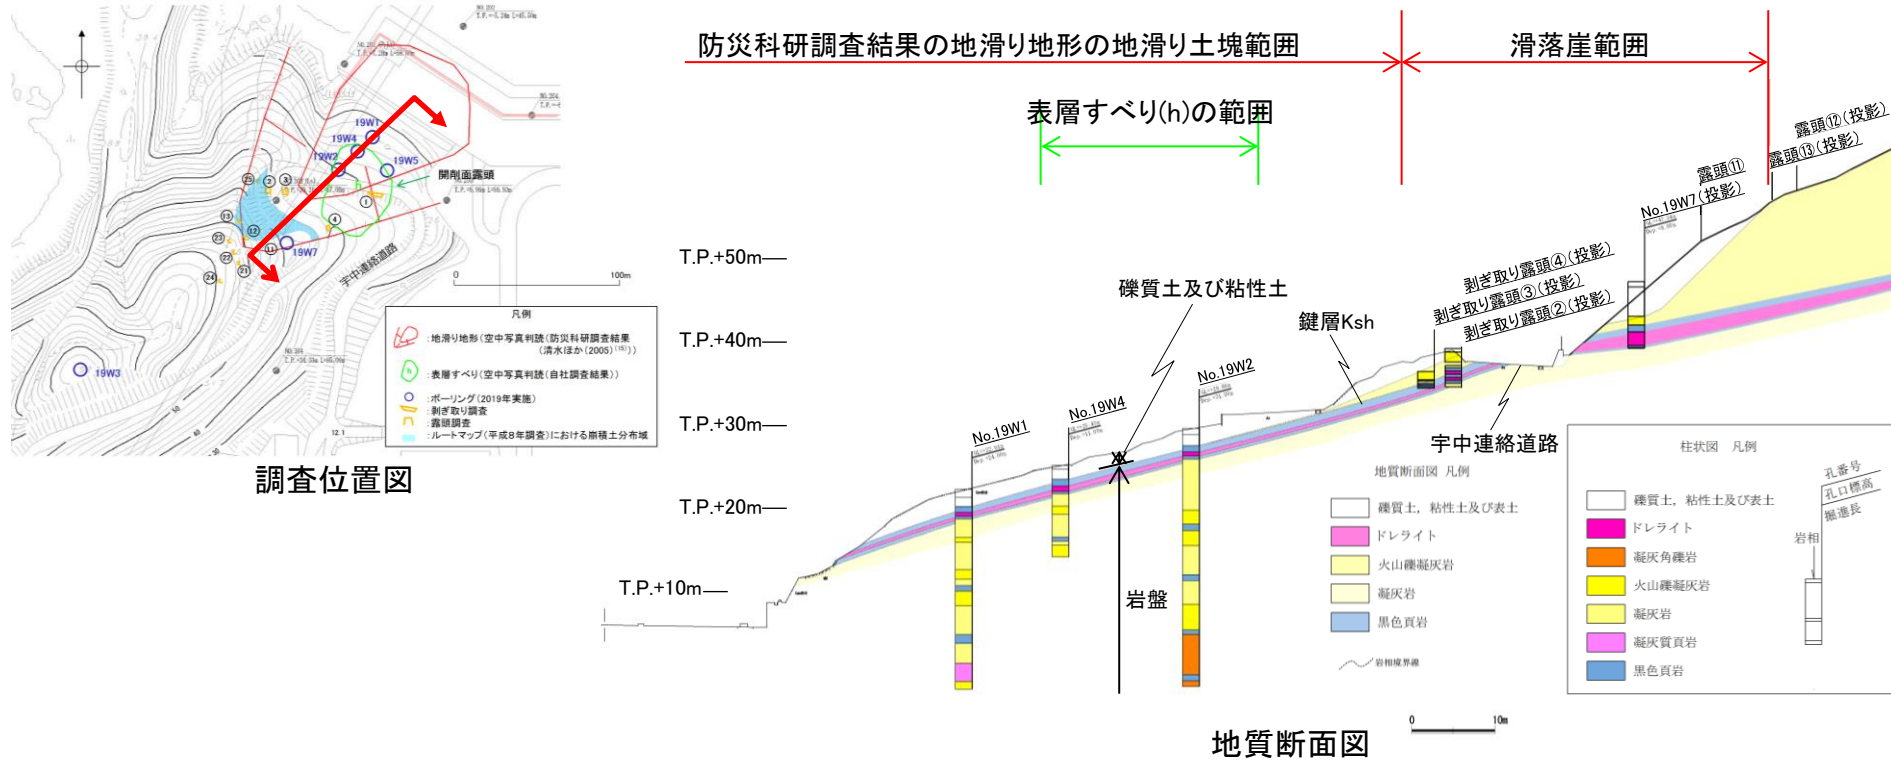 防災科研調査結果の地滑り地形の地滑り土塊範囲
滑落崖範囲
表層すべり(h)の範囲
露頭⑫(投影)
露頭⑬(投影)
露頭⑪
(投影)
No.19W7
剥ぎ取り露頭④(投影)
剥ぎ取り露頭③(投影)
剥ぎ取り露頭②(投影)
T.P.+50m
T.P.+40m
T.P.+30m
T.P.+20m
T.P.+10m
礫質土及び粘性土
鍵層Ksh
No.19W2
No.19W4
No.19W1
宇中連絡道路
岩盤
19W1
19W4
19W2
19W5
開削面露頭
h
㉕
②
③
①
④
⑬
⑫
⑪
㉓
㉒
㉑
㉔
19W7
宇中連絡道路
19W3
0
100m
12.1
凡例
:地滑り地形(空中写真判読(防災科研調査結果
(清水ほか(2005)(15)))
h
:表層すべり(空中写真判読(自社調査結果))
:ボーリング(2019年実施)
:剥ぎ取り調査
:露頭調査
:ルートマップ(平成8年調査)における崩積土分布域
調査位置図
地質断面図 凡例
礫質土，粘性土及び表土
ドレライト
火山礫凝灰岩
凝灰岩
黒色頁岩
岩相境界線
柱状図 凡例
礫質土，粘性土及び表土
ドレライト
凝灰角礫岩
火山礫凝灰岩
凝灰岩
凝灰質頁岩
黒色頁岩
孔番号
孔口標高
掘進長
岩相
0
10m
地質断面図